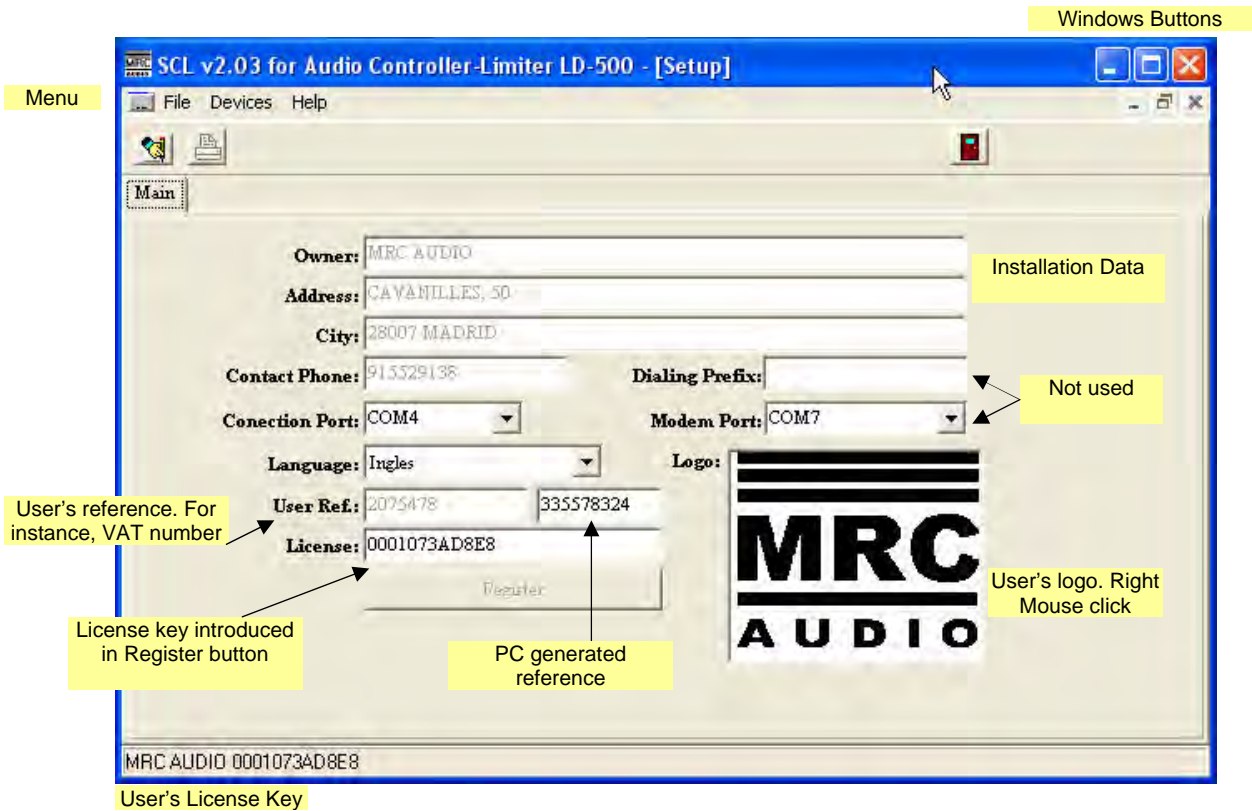 Windows Buttons
SCL v2.03 for Audio Controller-Limiter LD-500 - [Setup]
Menu
File Devices Help
Main
Owner: MRC AUDIO
Installation Data
Address: CAVANILLES, 50
City: 28007 MADRID
Contact Phone: 915529138
Dialing Prefix:
Not used
Conection Port: COM4
Modem Port: COM7
Language: Ingles
Logo:
User's reference. For
instance, VAT number
User Ref.: 2075478 335578324
License: 0001073AD8E8
MRC
AUDIO
Register
User's logo. Right
Mouse click
License key introduced
in Register button
PC generated
reference
MRC AUDIO 0001073AD8E8
User's License Key